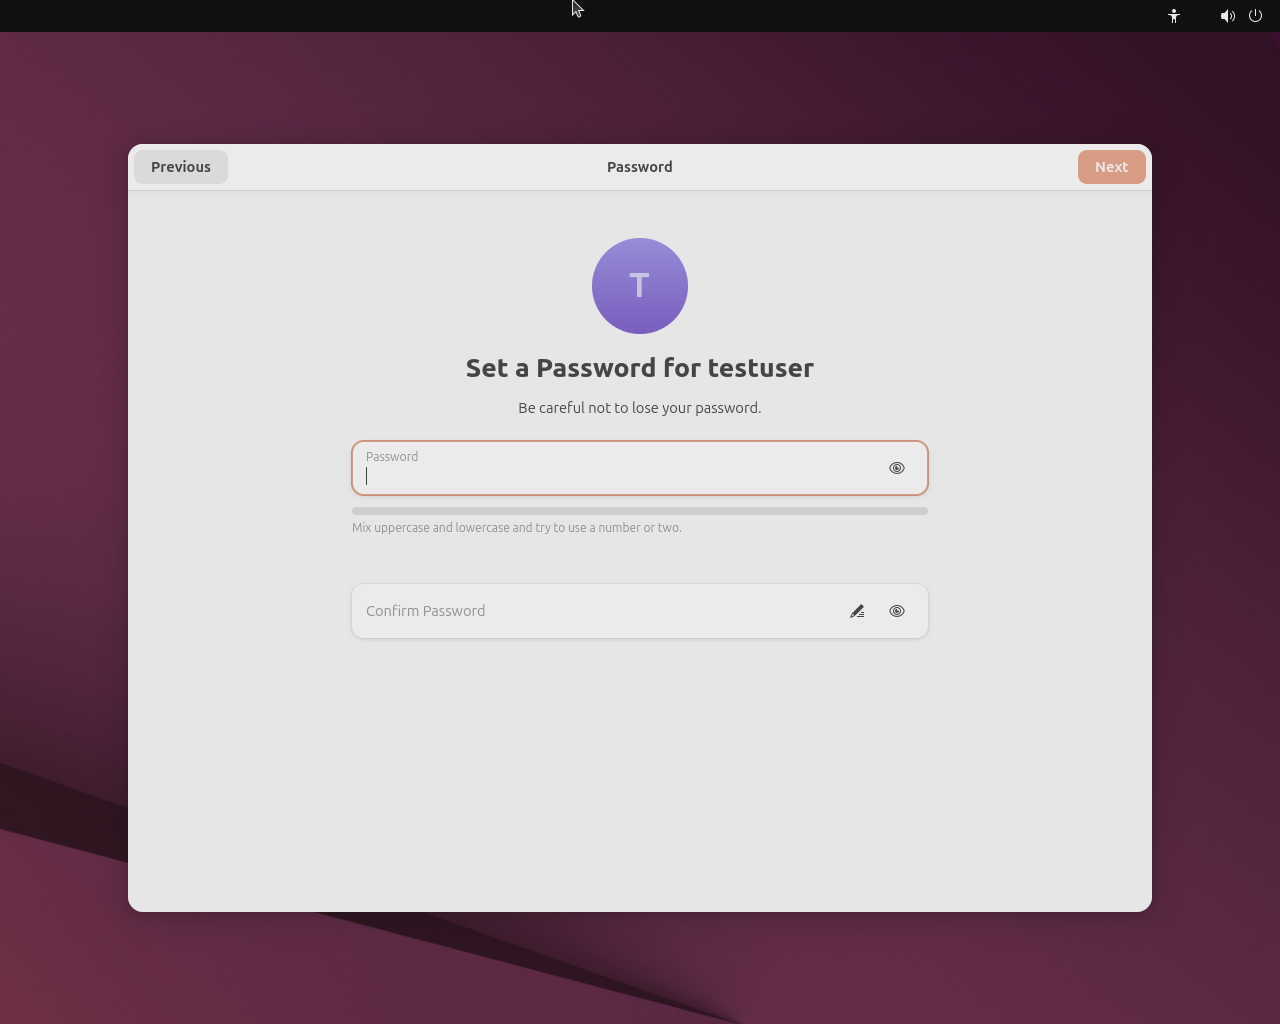 Previous
Password
Next
T
Set a Password for testuser
Be careful not to lose your password.
Password
Mix uppercase and lowercase and try to use a number or two.
Confirm Password